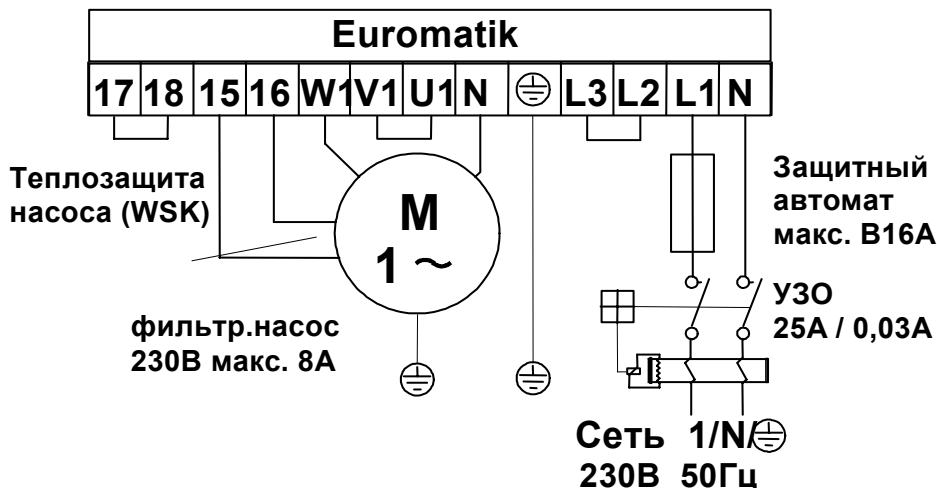 Euromatik
17 18 15 16 W1 V1 U1 N L3 L2 L1 N
Теплозащита
насоса (WSK)
M
1 ~
фильтр.насос
230В макс. 8А
Защитный
автомат
макс. В16А
УЗО
25А / 0,03А
Сеть 1/N/
230В 50Гц